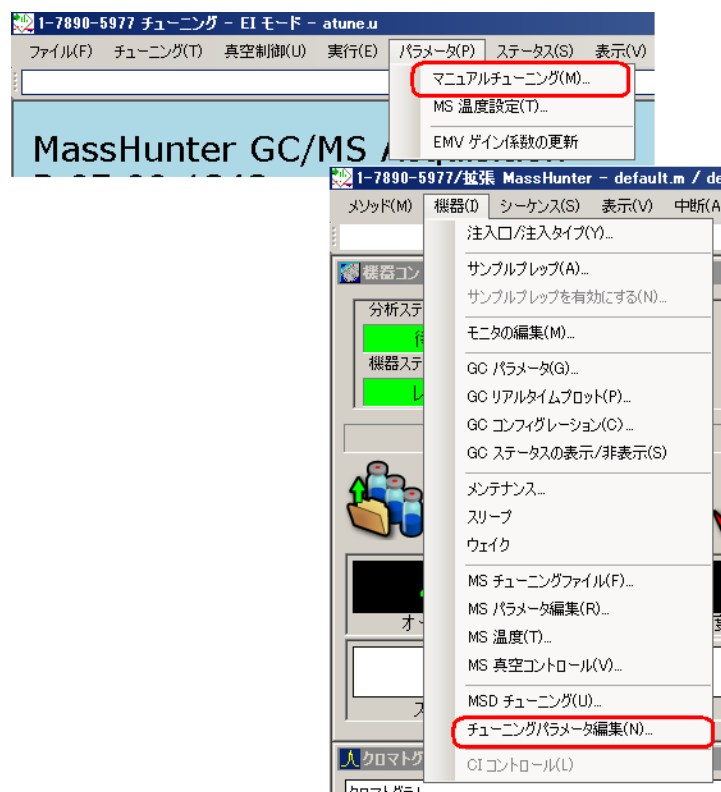 1-7890-5977 チューニング - EI モード - atune.u
ファイル(F) チューニング(T) 真空制御(U) 実行(E) パラメータ(P) ステータス(S) 表示(V)
マニュアルチューニング(M)...
MS 温度設定(T)...
EMV ゲイン係数の更新
MassHunter GC/MS
1-7890-5977/拡張 MassHunter - default.m / de
メソッド(M) 機器(I) シーケンス(S) 表示(V) 中断(A
注入口/注入タイプ(Y)...
機器コン
サンプルプレップ(A)...
サンプルプレップを有効にする(N)...
分析ステ
モニタの編集(M)...
機器ステ
GC パラメータ(G)...
レ
GC リアルタイムプロット(P)...
GC コンフィグレーション(C)...
GC ステータスの表示/非表示(S)
メンテナンス...
スリープ
ウェイク
MS チューニングファイル(F)...
MS パラメータ編集(R)...
オー
MS 温度(T)...
MS 真空コントロール(V)...
MSD チューニング(U)...
ス
チューニングパラメータ編集(N)...
クロマトグ
CI コントロール(L)